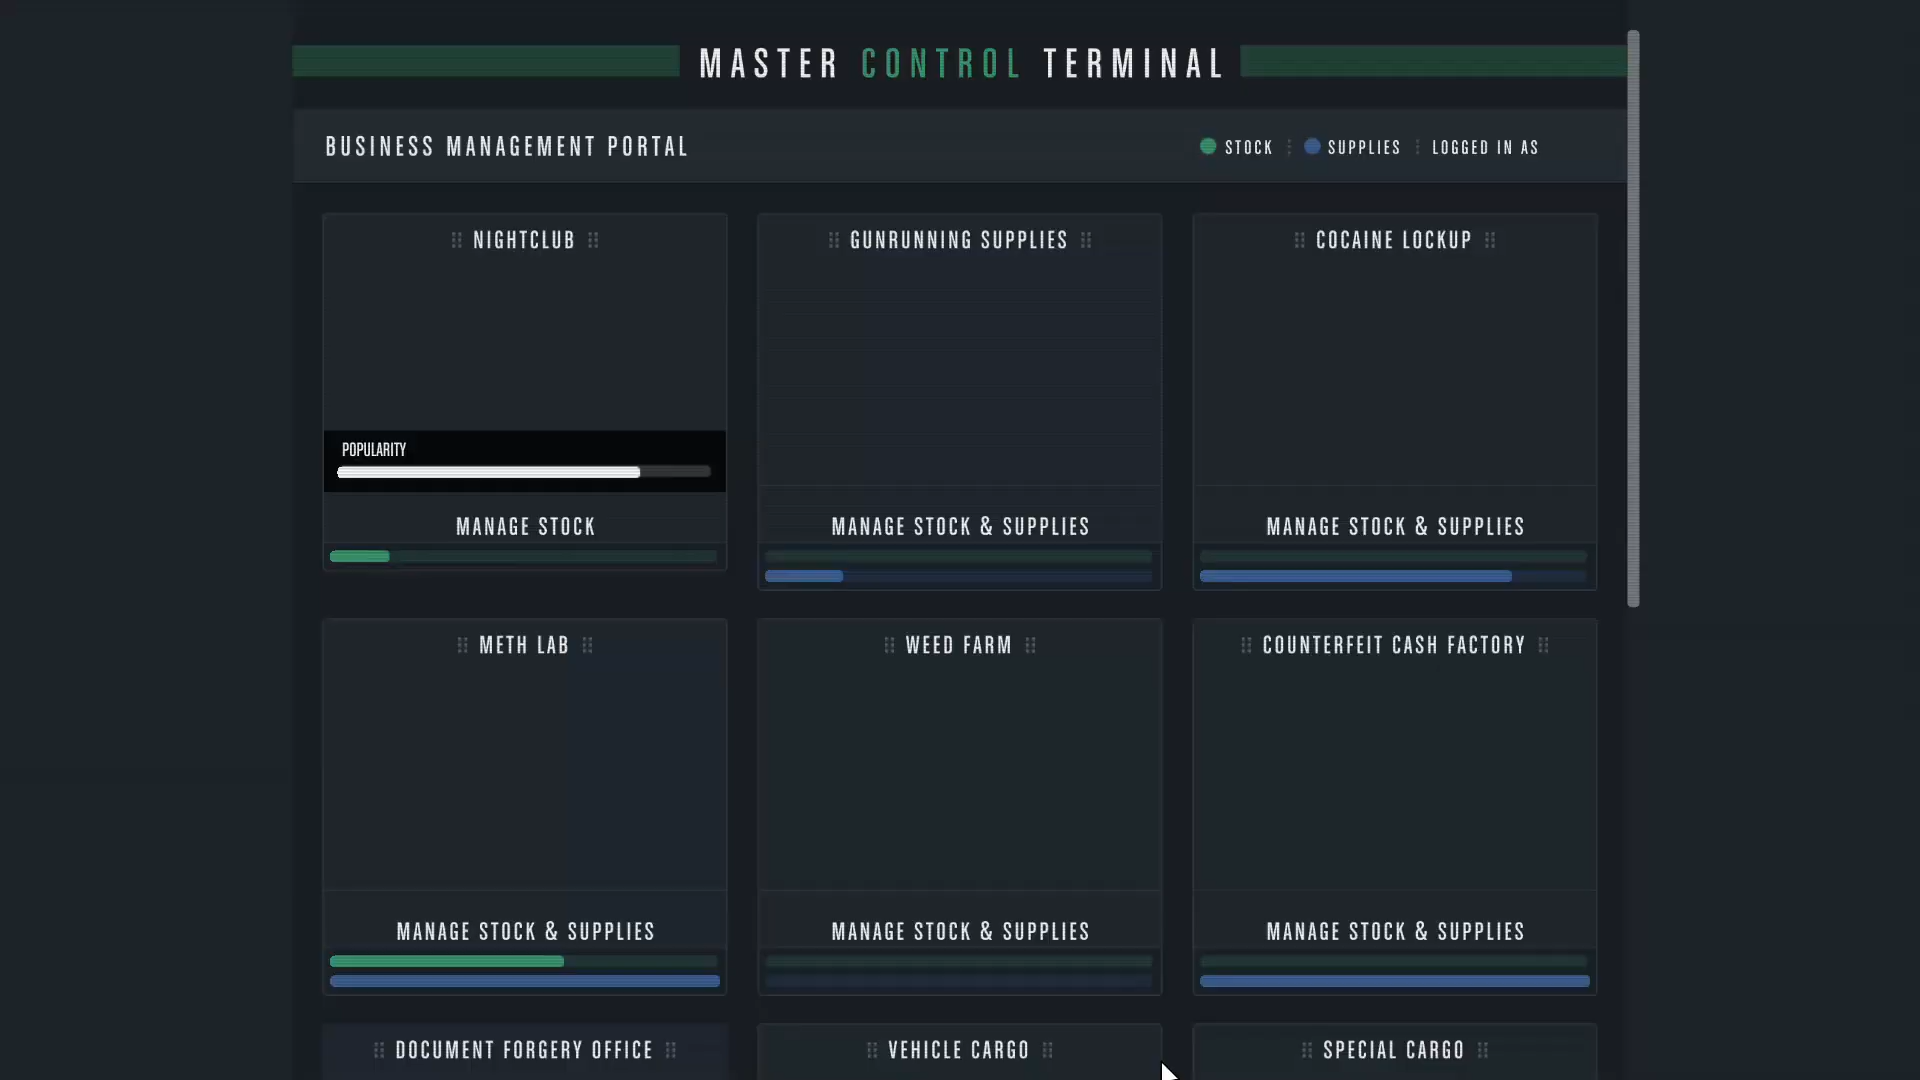 MASTER CONTROL TERMINAL
BUSINESS MANAGEMENT PORTAL
STOCK
SUPPLIES
LOGGED IN AS
NIGHTCLUB
GUNRUNNING SUPPLIES
COCAINE LOCKUP
POPULARITY
MANAGE STOCK
MANAGE STOCK & SUPPLIES
MANAGE STOCK & SUPPLIES
METH LAB
WEED FARM
COUNTERFEIT CASH FACTORY
MANAGE STOCK & SUPPLIES
MANAGE STOCK & SUPPLIES
MANAGE STOCK & SUPPLIES
DOCUMENT FORGERY OFFICE
VEHICLE CARGO
SPECIAL CARGO